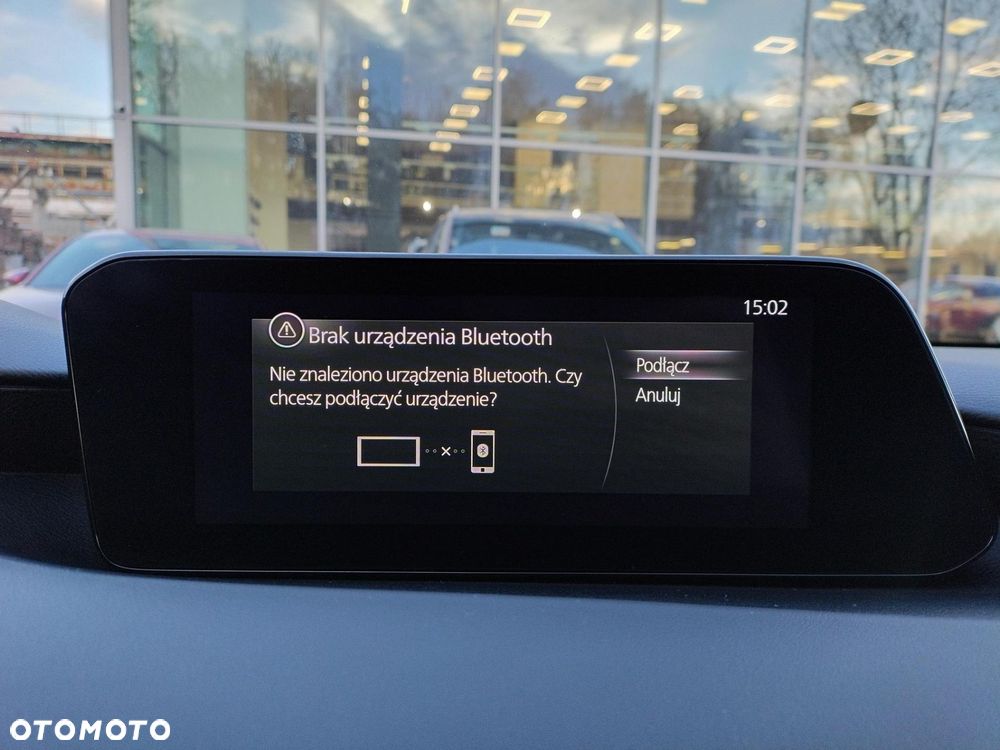 15:02
Brak urządzenia Bluetooth
Nie znaleziono urządzenia Bluetooth. Czy
chcesz podłączyć urządzenie?
Podłącz
Anuluj
OTOMOTO